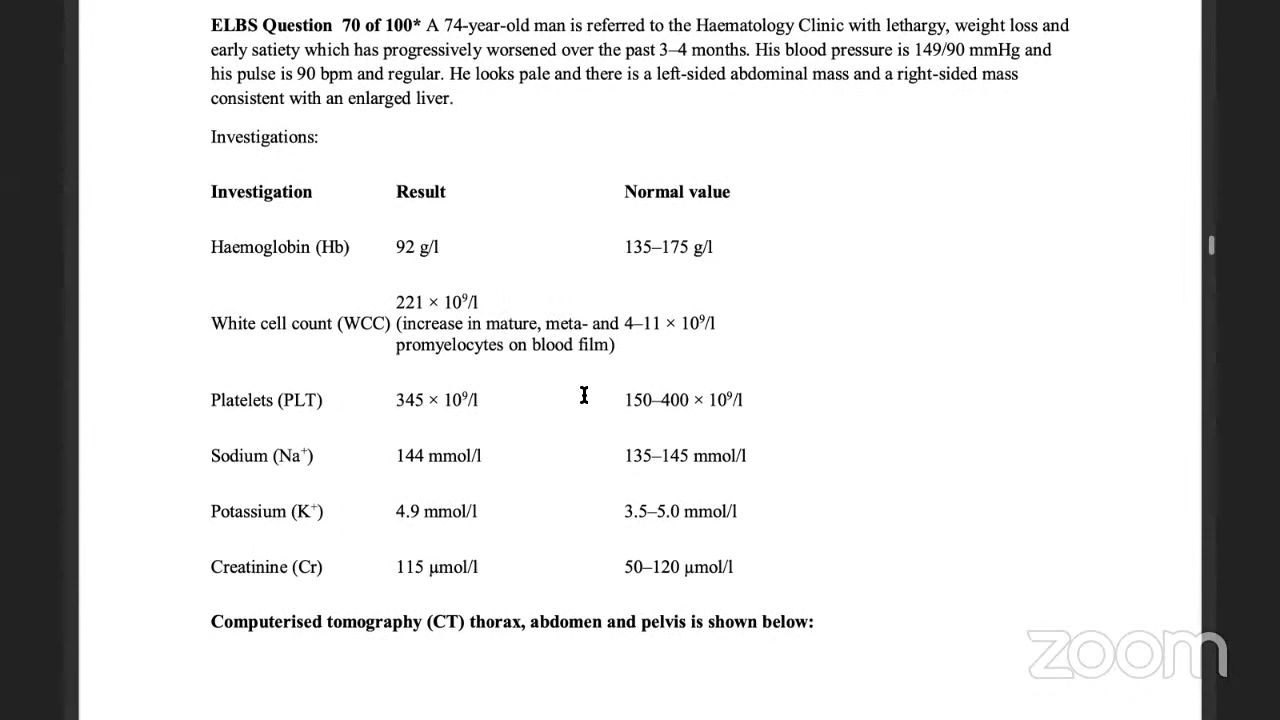 ELBS Question 70 of 100* A 74-year-old man is referred to the Haematology Clinic with lethargy, weight loss and
early satiety which has progressively worsened over the past 3–4 months. His blood pressure is 149/90 mmHg and
his pulse is 90 bpm and regular. He looks pale and there is a left-sided abdominal mass and a right-sided mass
consistent with an enlarged liver.
Investigations:
Investigation Result Normal value
Haemoglobin (Hb) 92 g/l 135–175 g/l
221 × 10⁹/l
White cell count (WCC) (increase in mature, meta- and 4–11 × 10⁹/l
promyelocytes on blood film)
Platelets (PLT) 345 × 10⁹/l 150–400 × 10⁹/l
Sodium (Na⁺) 144 mmol/l 135–145 mmol/l
Potassium (K⁺) 4.9 mmol/l 3.5–5.0 mmol/l
Creatinine (Cr) 115 µmol/l 50–120 µmol/l
Computerised tomography (CT) thorax, abdomen and pelvis is shown below:
zoom